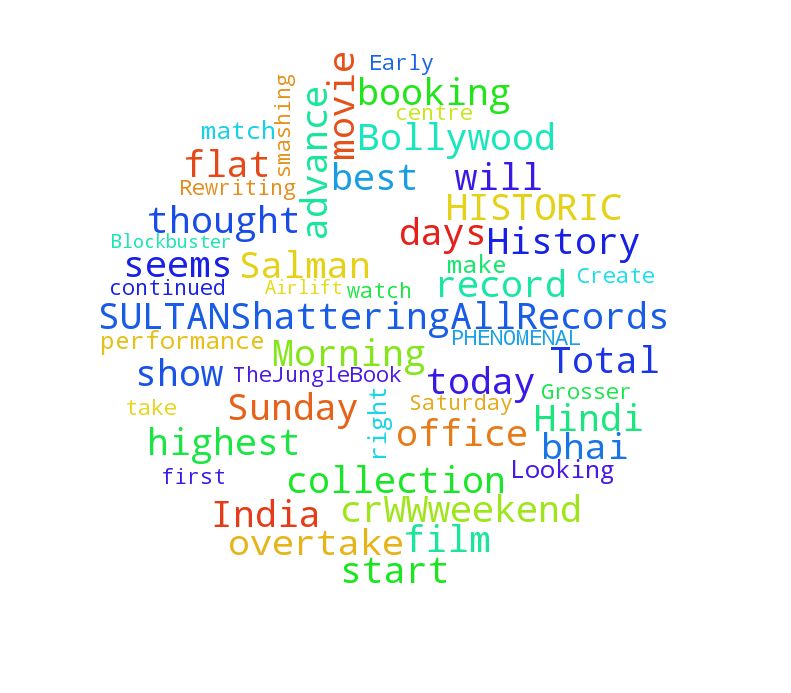 Early
movie
booking
smashing
advance
centre
match
Bollywood
flat
best
will
Rewriting
HISTORIC
thought
days
History
Blockbuster
seems
Salman
make
record
Create
continued
Airlift
watch
SULTANShatteringAllRecords
performance
PHENOMENAL
Morning
Total
show
TheJungleBook
today
Grosser
take
Sunday
right
Saturday
Hindi
highest
office
bhai
first
collection
Looking
India
crWWweekend
overtake
film
start